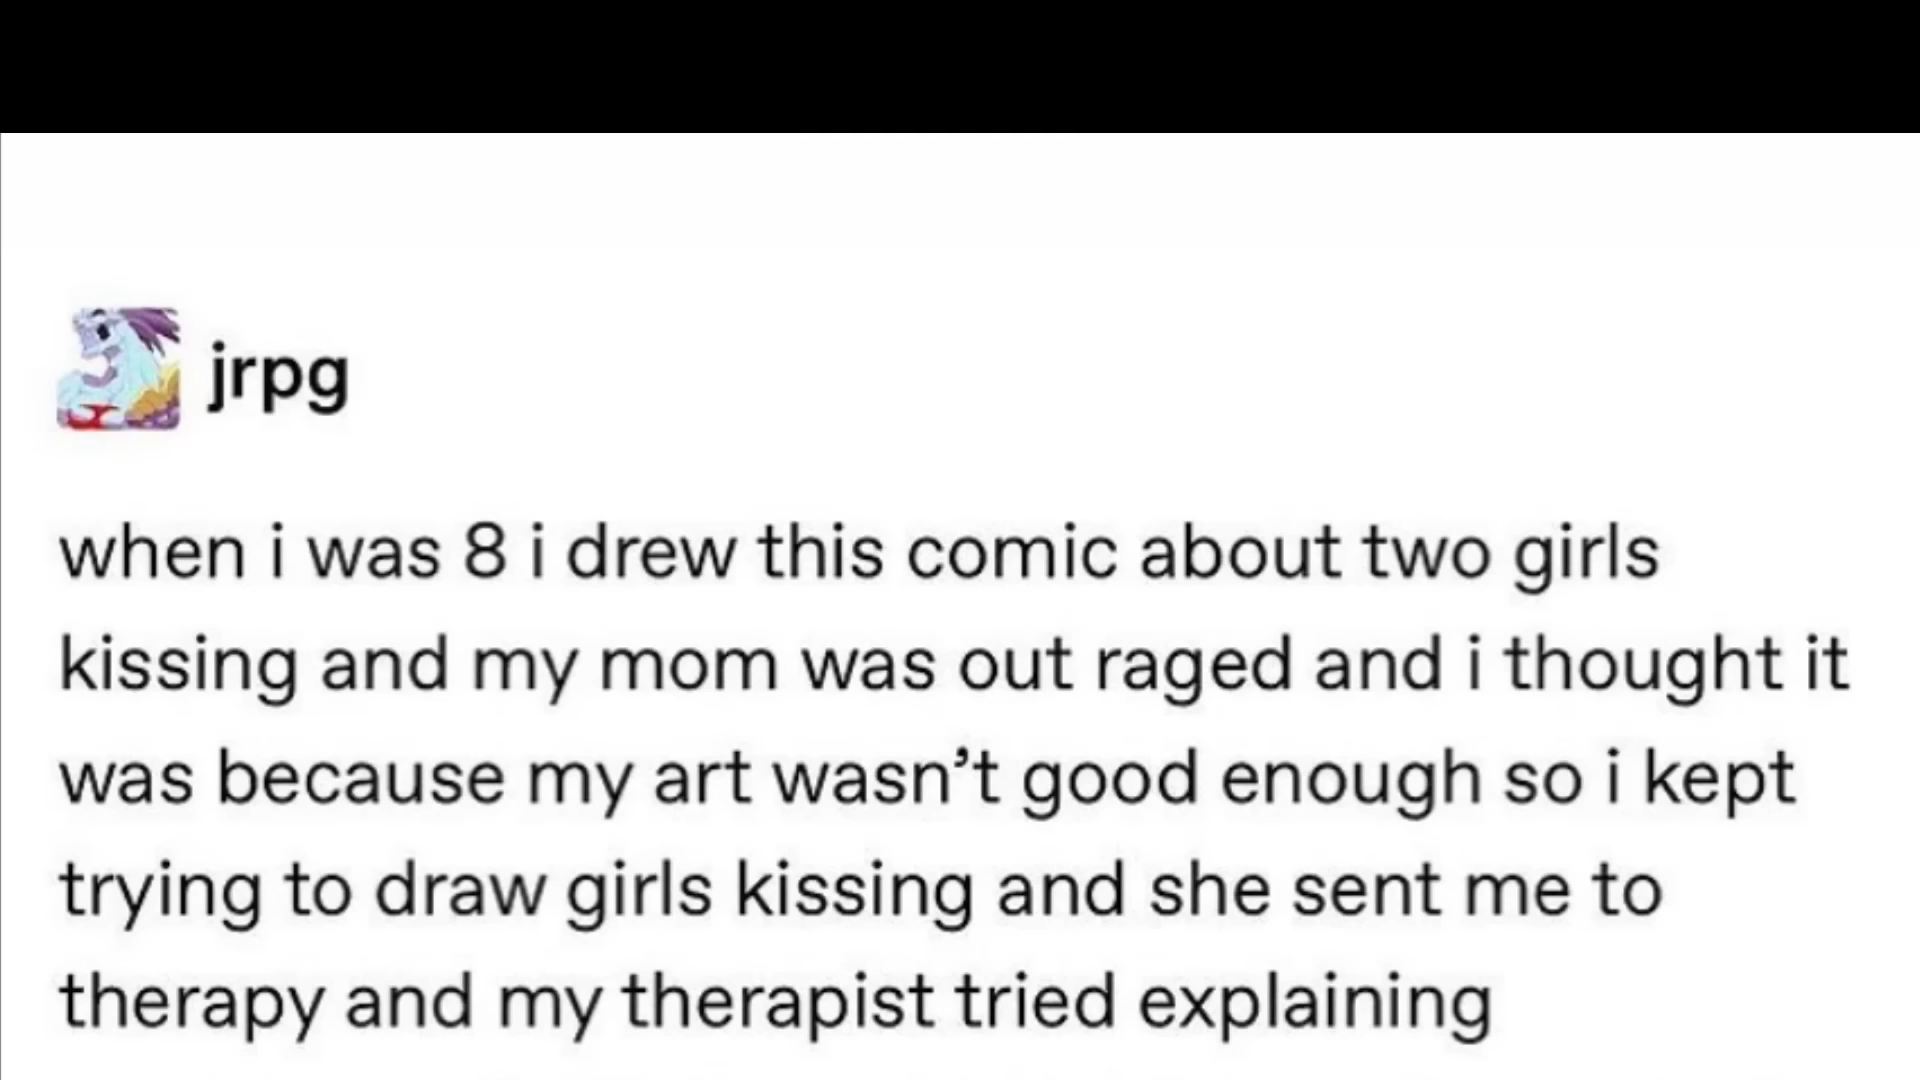 jrpg
when i was 8 i drew this comic about two girls
kissing and my mom was out raged and i thought it
was because my art wasn’t good enough so i kept
trying to draw girls kissing and she sent me to
therapy and my therapist tried explaining